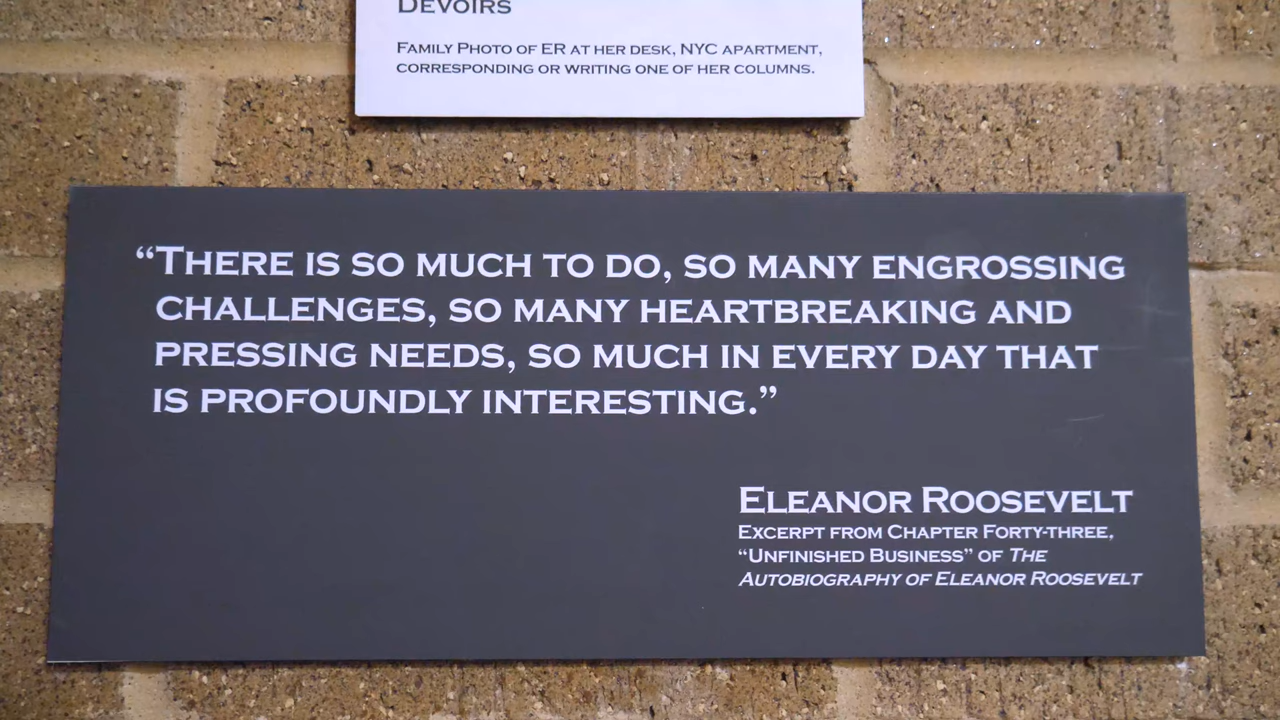 Devoirs
Family Photo of ER at her desk, NYC apartment,
corresponding or writing one of her columns.
“There is so much to do, so many engrossing
challenges, so many heartbreaking and
pressing needs, so much in every day that
is profoundly interesting.”
Eleanor Roosevelt
Excerpt from Chapter Forty-three,
“Unfinished Business” of The
Autobiography of Eleanor Roosevelt